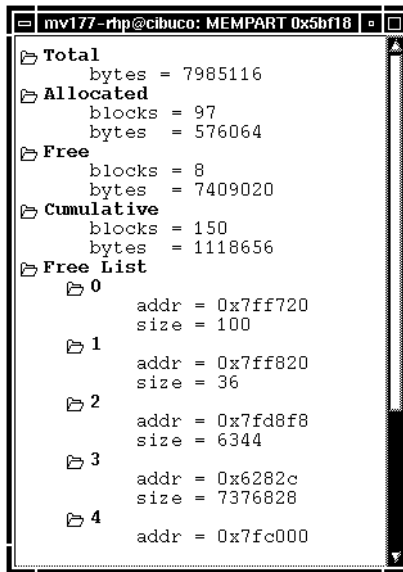 mv177-rhp@cibuco: MEMPART 0x5bf18
Total
bytes = 7985116
Allocated
blocks = 97
bytes = 576064
Free
blocks = 8
bytes = 7409020
Cumulative
blocks = 150
bytes = 1118656
Free List
0
addr = 0x7ff720
size = 100
1
addr = 0x7ff820
size = 36
2
addr = 0x7fd8f8
size = 6344
3
addr = 0x6282c
size = 7376828
4
addr = 0x7fc000